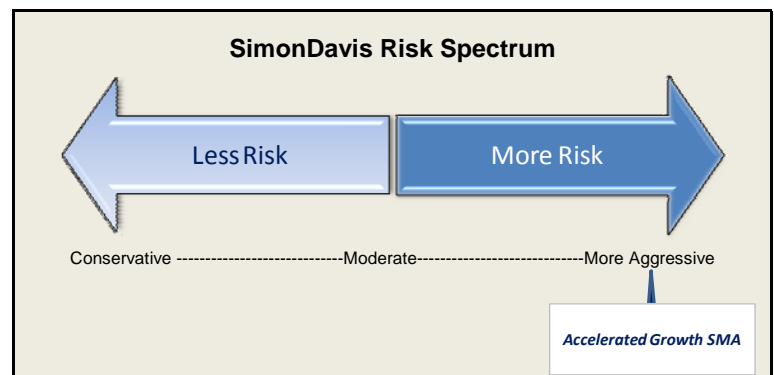 SimonDavis Risk Spectrum
Less Risk
More Risk
Conservative -----------------------------Moderate-----------------------------More Aggressive
Accelerated Growth SMA